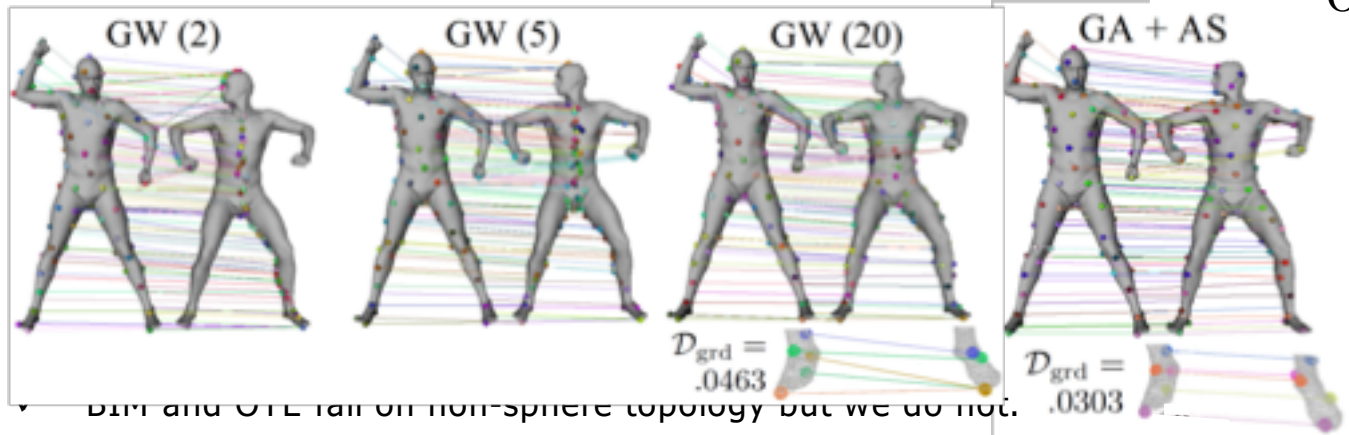 GW (2) GW (5) GW (20) GA + AS
𝒟grd = .0463
𝒟grd = .0303
BIM and OTE fail on non-sphere topology but we do not.